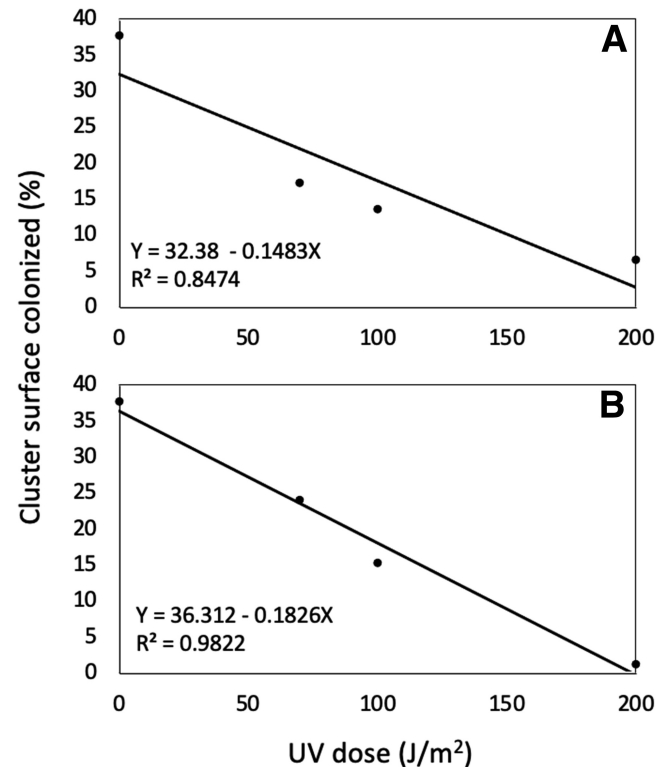 A
40
35
30
25
20
15
10
5
0
Y = 32.38 - 0.1483X
R² = 0.8474
0 50 100 150 200
Cluster surface colonized (%)
B
40
35
30
25
20
15
10
5
0
Y = 36.312 - 0.1826X
R² = 0.9822
0 50 100 150 200
UV dose (J/m²)